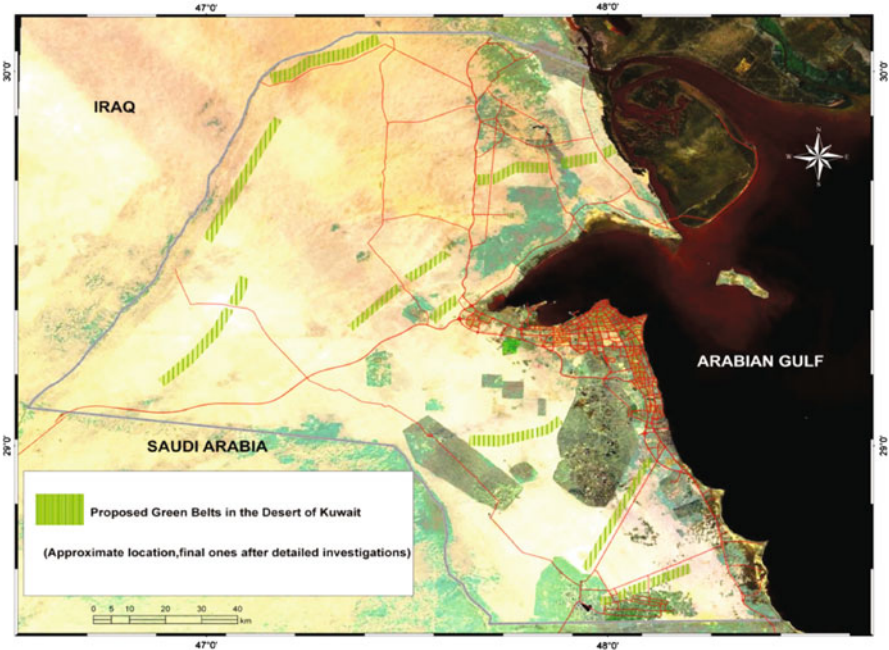 47°0'
48°0'
30°0'
30°0'
IRAQ
N
W
E
S
ARABIAN GULF
29°0'
29°0'
SAUDI ARABIA
Proposed Green Belts in the Desert of Kuwait
(Approximate location,final ones after detailed investigations)
0 5 10 20 30 40
km
47°0'
48°0'